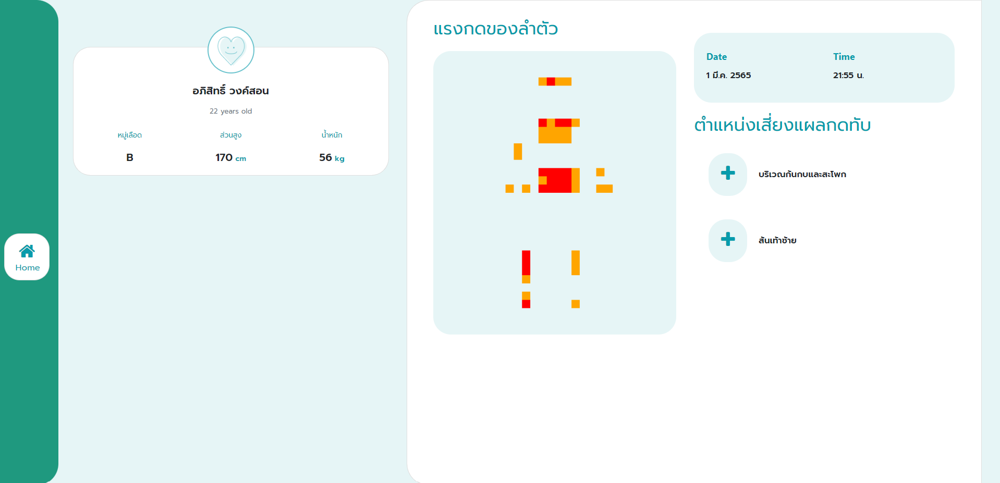 Home
อภิสิทธิ์ วงค์สอน
22 years old
หมู่เลือด ส่วนสูง น้ำหนัก
B 170 cm 56 kg
แรงกดของลำตัว
Date Time
1 มี.ค. 2565 21:55 น.
ตำแหน่งเสี่ยงแผลกดทับ
บริเวณก้นกบและสะโพก
ส้นเท้าซ้าย